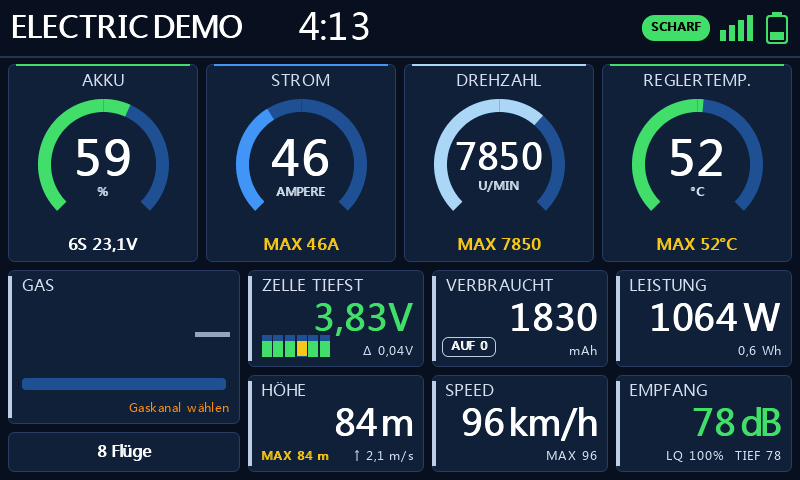 ELECTRIC DEMO 4:13 SCHARF
AKKU
59
%
6S 23,1V
STROM
46
AMPERE
MAX 46A
DREHZAHL
7850
U/MIN
MAX 7850
REGLERTEMP.
52
°C
MAX 52°C
GAS
—
Gaskanal wählen
8 Flüge
ZELLE TIEFST
3,83V
Δ 0,04V
VERBRAUCHT
1830
AUF 0
mAh
LEISTUNG
1064 W
0,6 Wh
HÖHE
84 m
MAX 84 m ↑ 2,1 m/s
SPEED
96 km/h
MAX 96
EMPFANG
78 dB
LQ 100% TIEF 78